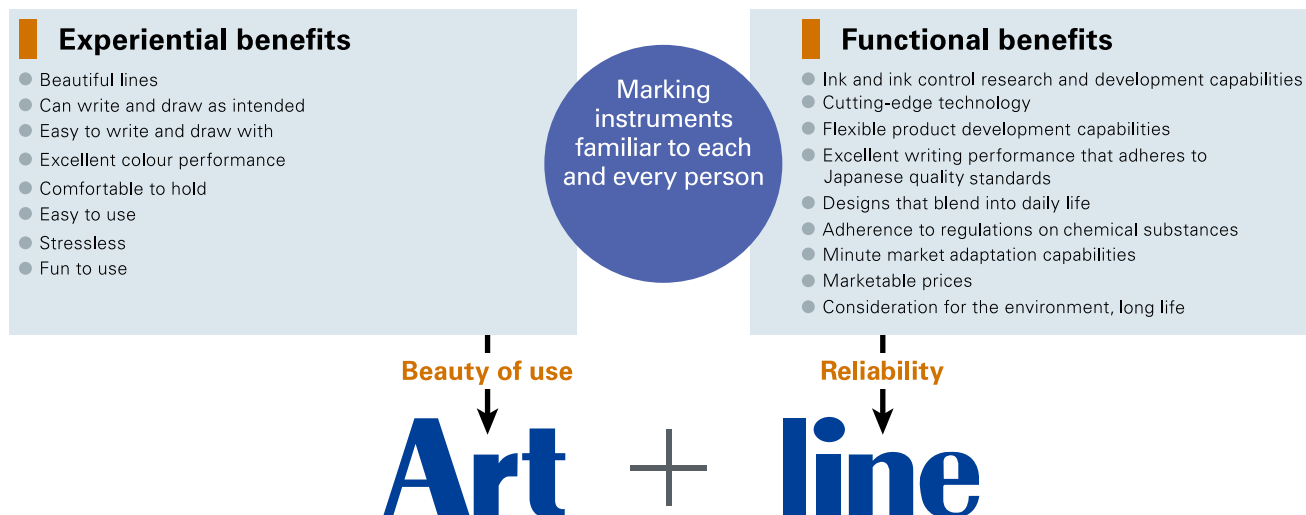 Experiential benefits
Beautiful lines
Can write and draw as intended
Easy to write and draw with
Excellent colour performance
Comfortable to hold
Easy to use
Stressless
Fun to use
Marking
instruments
familiar to each
and every person
Functional benefits
Ink and ink control research and development capabilities
Cutting-edge technology
Flexible product development capabilities
Excellent writing performance that adheres to
Japanese quality standards
Designs that blend into daily life
Adherence to regulations on chemical substances
Minute market adaptation capabilities
Marketable prices
Consideration for the environment, long life
Beauty of use
Reliability
Art + line